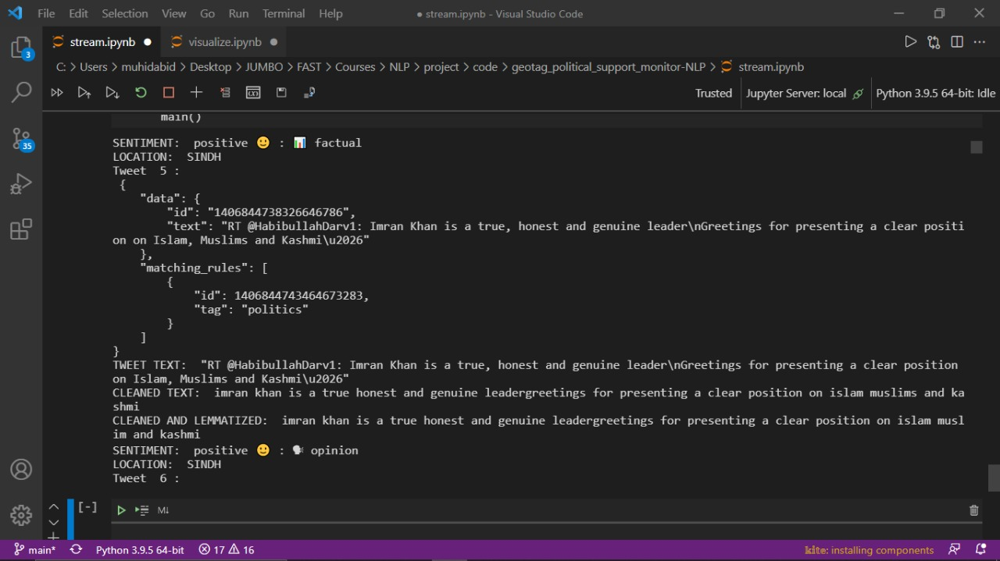 File Edit Selection View Go Run Terminal Help ● stream.ipynb - Visual Studio Code
stream.ipynb ● visualize.ipynb ●
3
C: > Users > muhidabid > Desktop > JUMBO > FAST > Courses > NLP > project > code > geotag_political_support_monitor-NLP > stream.ipynb
Trusted Jupyter Server: local Python 3.9.5 64-bit: Idle
main()
35
SENTIMENT:  positive 🙂 : 📊 factual
LOCATION:  SINDH
Tweet  5 :
{
"data": {
"id": "1406844738326646786",
"text": "RT @HabibullahDarv1: Imran Khan is a true, honest and genuine leader\nGreetings for presenting a clear positi
on on Islam, Muslims and Kashmi\u2026"
},
"matching_rules": [
{
"id": 1406844743464673283,
"tag": "politics"
}
]
}
TWEET TEXT:  "RT @HabibullahDarv1: Imran Khan is a true, honest and genuine leader\nGreetings for presenting a clear position
on Islam, Muslims and Kashmi\u2026"
CLEANED TEXT:  imran khan is a true honest and genuine leadergreetings for presenting a clear position on islam muslims and ka
shmi
CLEANED AND LEMMATIZED:  imran khan is a true honest and genuine leadergreetings for presenting a clear position on islam musl
im and kashmi
SENTIMENT:  positive 🙂 : 🗣 opinion
LOCATION:  SINDH
Tweet  6 :
[-] M↓
main* Python 3.9.5 64-bit 17 16 kite: installing components